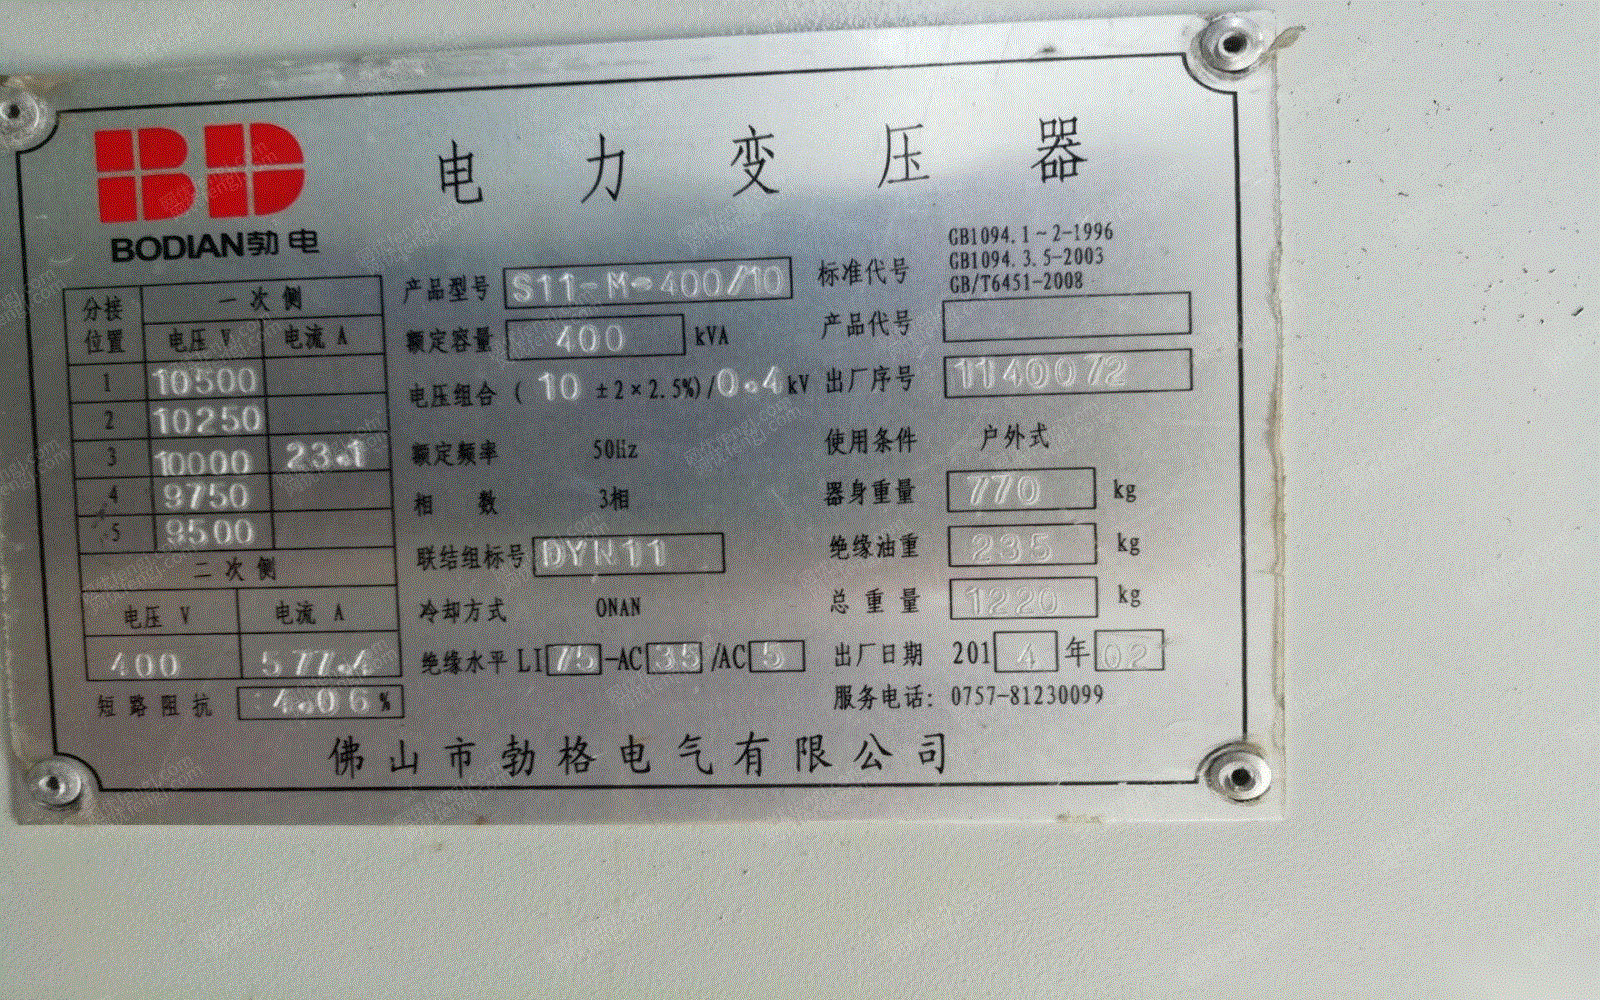 BD
电力变压器
BODIAN勃电
分接位置 一次侧
电压 V 电流 A
1 10500
2 10250
3 10000 23.1
4 9750
5 9500
二次侧
电压 V 电流 A
400 577.4
短路阻抗 4.06 %
产品型号 S11-M-400/10
额定容量 400 kVA
电压组合 ( 10 ±2×2.5%)/0.4 kV
额定频率 50Hz
相数 3相
联结组标号 DYN11
冷却方式 ONAN
绝缘水平 LI 75 -AC 35 /AC 5
标准代号 GB1094.1~2-1996
GB1094.3.5-2003
GB/T6451-2008
产品代号
出厂序号 1140072
使用条件 户外式
器身重量 770 kg
绝缘油重 235 kg
总重量 1220 kg
出厂日期 2014年02
服务电话: 0757-81230099
佛山市勃格电气有限公司